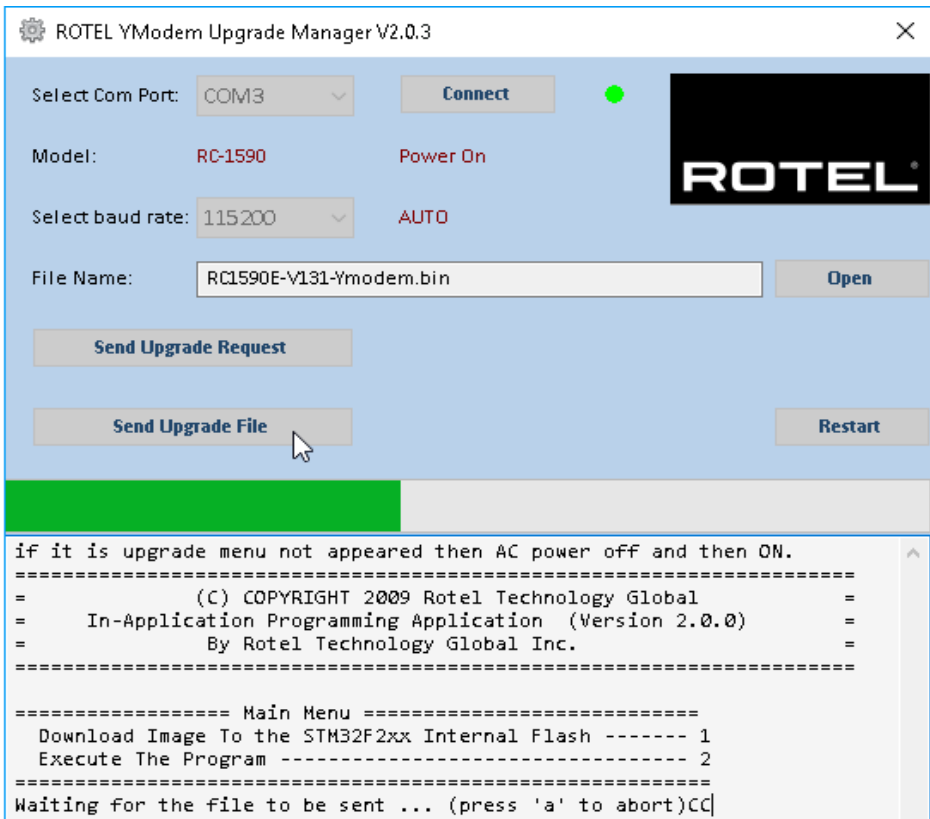 ROTEL YModem Upgrade Manager V2.0.3
Select Com Port: COM3 Connect
ROTEL
Model: RC-1590 Power On
Select baud rate: 115200 AUTO
File Name: RC1590E-V131-Ymodem.bin Open
Send Upgrade Request
Send Upgrade File Restart
if it is upgrade menu not appeared then AC power off and then ON.
======================================================================
= (C) COPYRIGHT 2009 Rotel Technology Global =
= In-Application Programming Application (Version 2.0.0) =
= By Rotel Technology Global Inc. =
======================================================================
================== Main Menu ============================
Download Image To the STM32F2xx Internal Flash ------- 1
Execute The Program ---------------------------------- 2
==========================================================
Waiting for the file to be sent ... (press 'a' to abort)CC